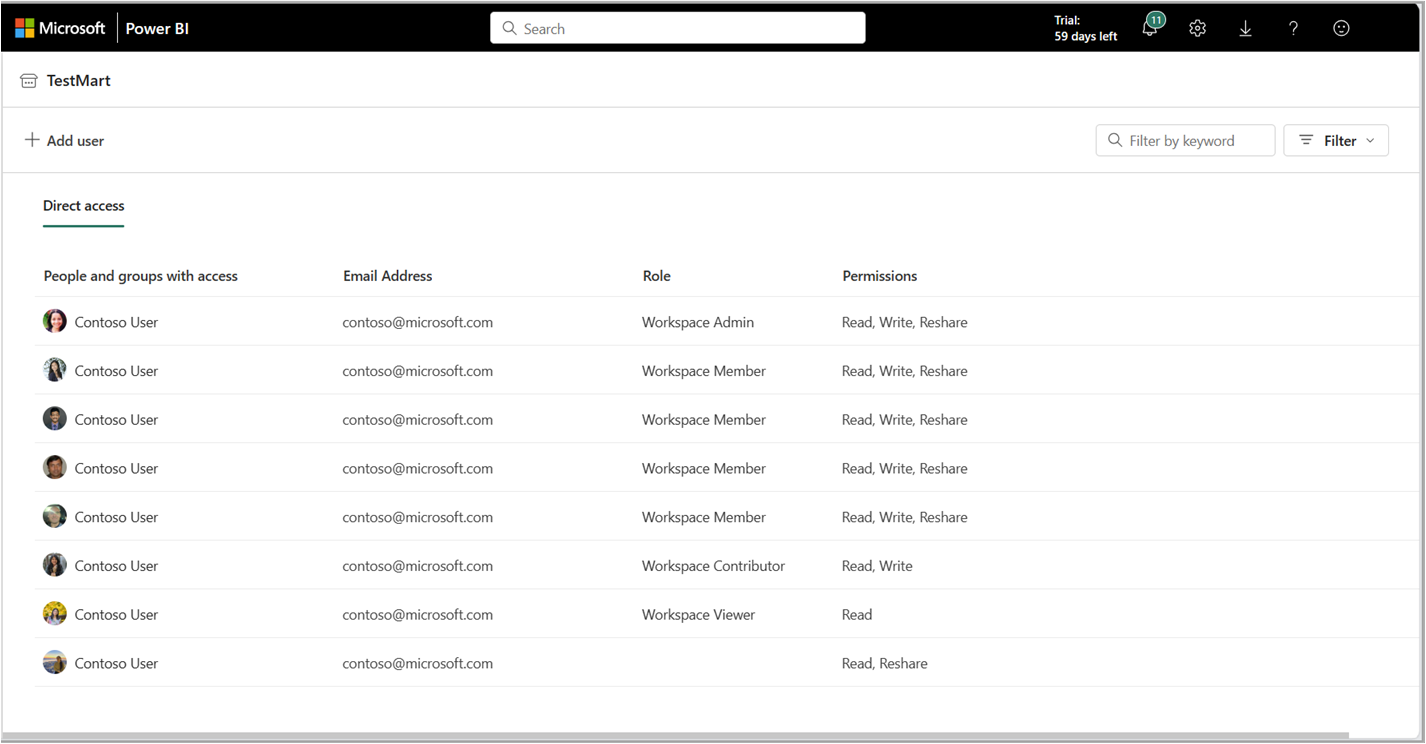 Microsoft Power BI Search Trial: 11
59 days left
TestMart
Add user Filter by keyword Filter
Direct access
People and groups with access Email Address Role Permissions
Contoso User contoso@microsoft.com Workspace Admin Read, Write, Reshare
Contoso User contoso@microsoft.com Workspace Member Read, Write, Reshare
Contoso User contoso@microsoft.com Workspace Member Read, Write, Reshare
Contoso User contoso@microsoft.com Workspace Member Read, Write, Reshare
Contoso User contoso@microsoft.com Workspace Member Read, Write, Reshare
Contoso User contoso@microsoft.com Workspace Contributor Read, Write
Contoso User contoso@microsoft.com Workspace Viewer Read
Contoso User contoso@microsoft.com Read, Reshare